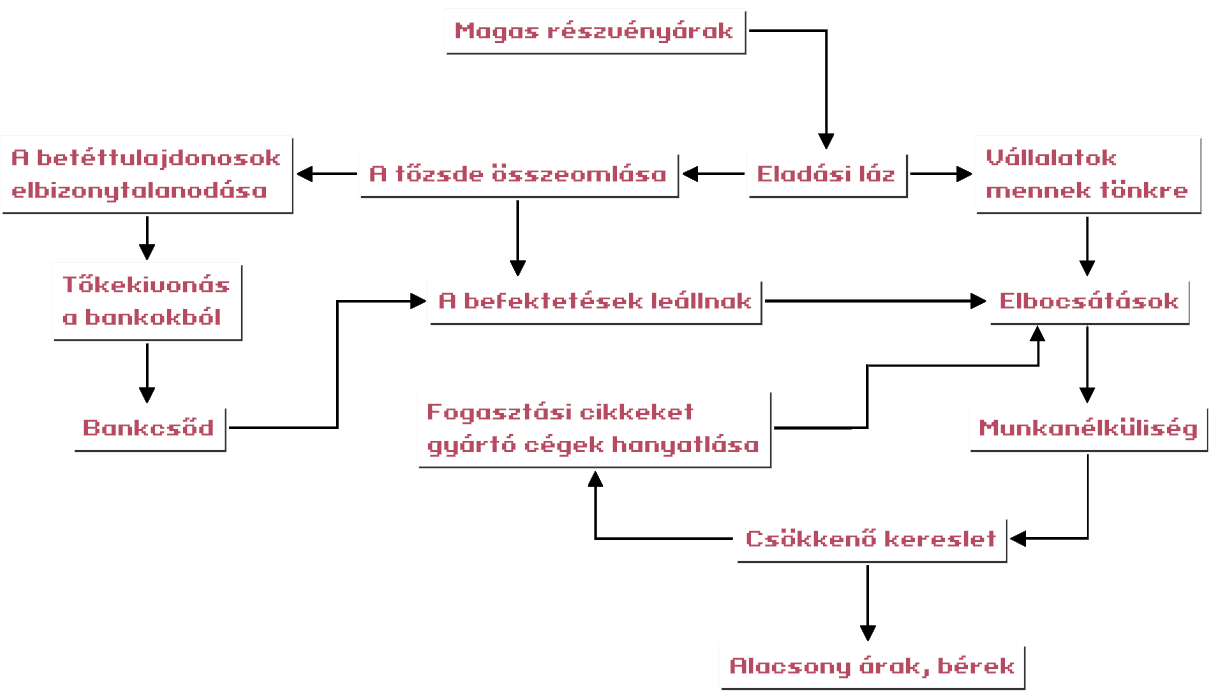 Magas részvényárak
A betéttulajdonosok
elbizonytalanodása
A tőzsde összeomlása
Eladási láz
Vállalatok
mennek tönkre
Tőkekivonás
a bankokból
A befektetések leállnak
Elbocsátások
Bankcsőd
Fogasztási cikkeket
gyártó cégek hanyatlása
Munkanélküliség
Csökkenő kereslet
Alacsony árak, bérek